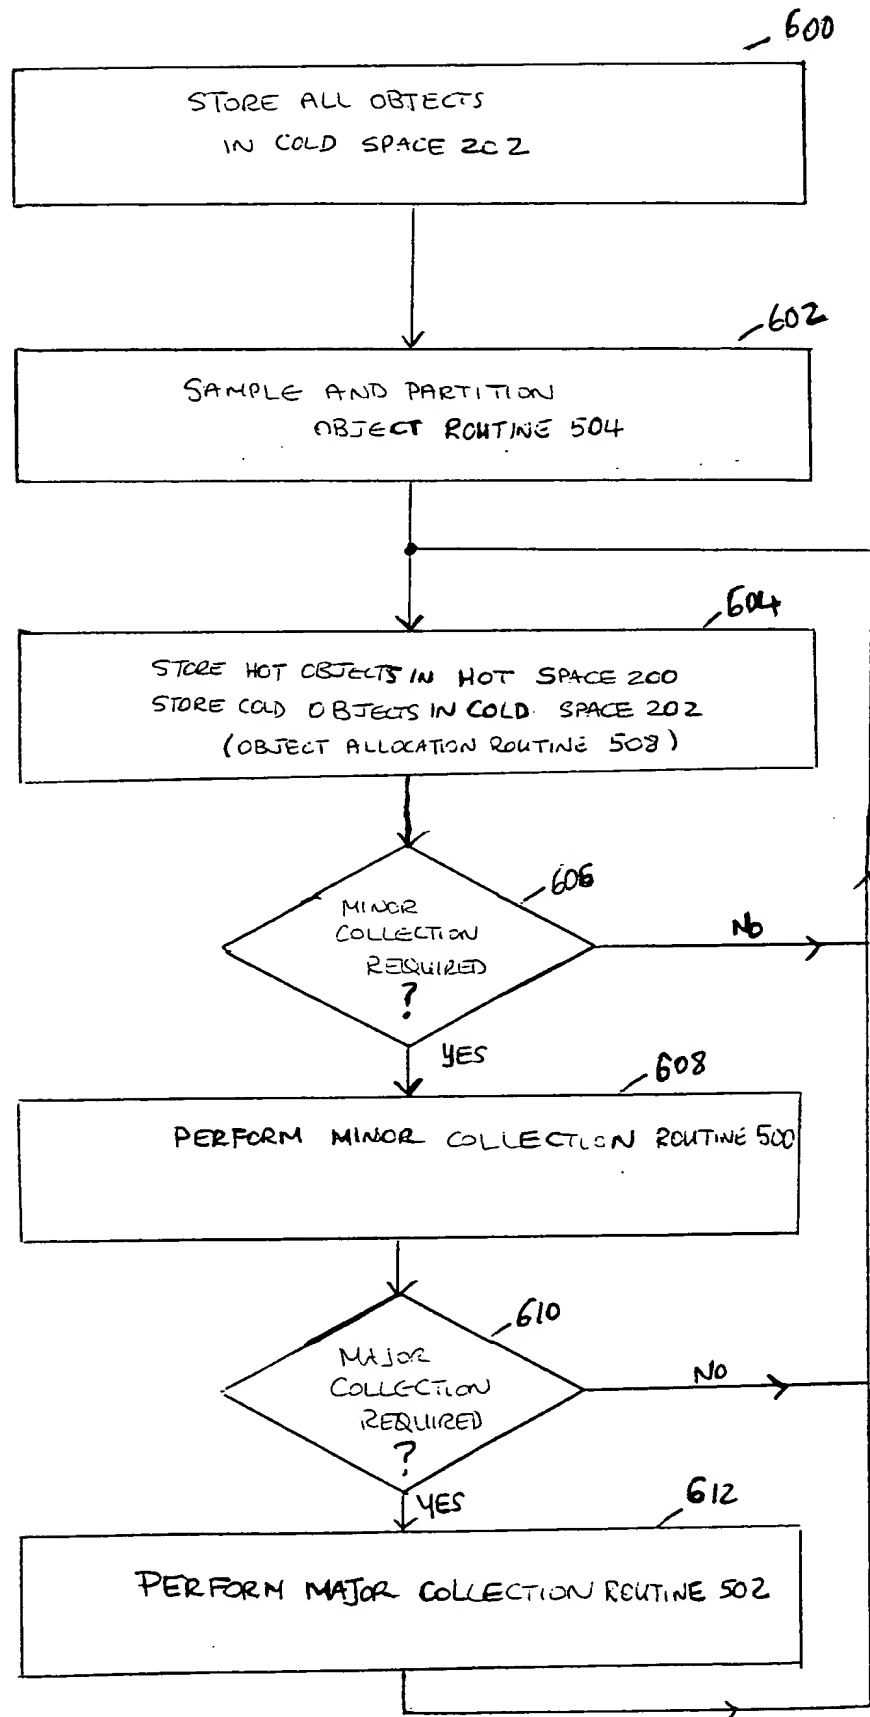 600
STORE ALL OBJECTS
IN COLD SPACE 202
602
SAMPLE AND PARTITION
OBJECT ROUTINE 504
604
STORE HOT OBJECTS IN HOT SPACE 200
STORE COLD OBJECTS IN COLD SPACE 202
(OBJECT ALLOCATION ROUTINE 508)
606
MINOR
COLLECTION
REQUIRED
?
NO
YES
608
PERFORM MINOR COLLECTION ROUTINE 500
610
MAJOR
COLLECTION
REQUIRED
?
NO
YES
612
PERFORM MAJOR COLLECTION ROUTINE 502